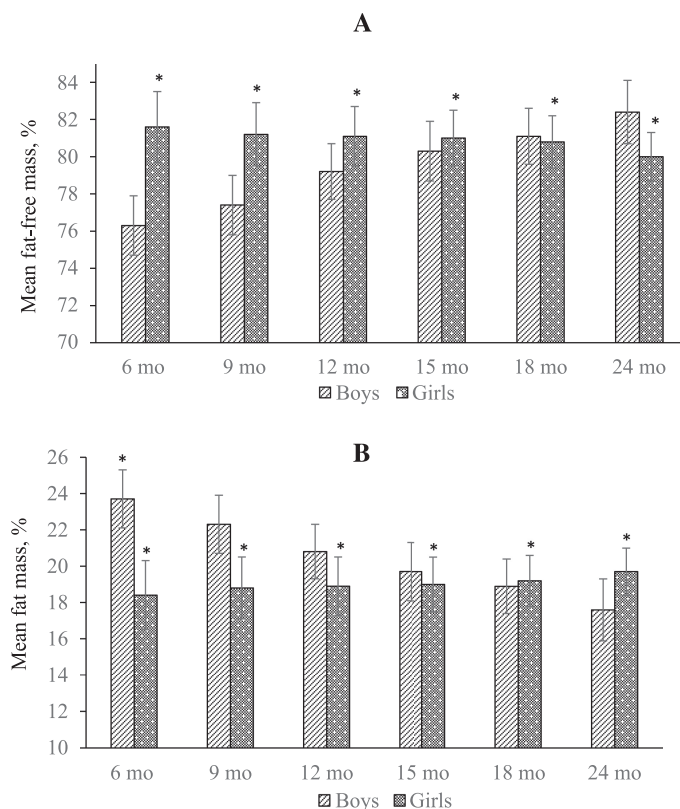 A
Mean fat-free mass, %
84
82
80
78
76
74
72
70
* * * * * *
6 mo 9 mo 12 mo 15 mo 18 mo 24 mo
Boys Girls
B
Mean fat mass, %
26
24
22
20
18
16
14
12
10
* * * * * * *
6 mo 9 mo 12 mo 15 mo 18 mo 24 mo
Boys Girls